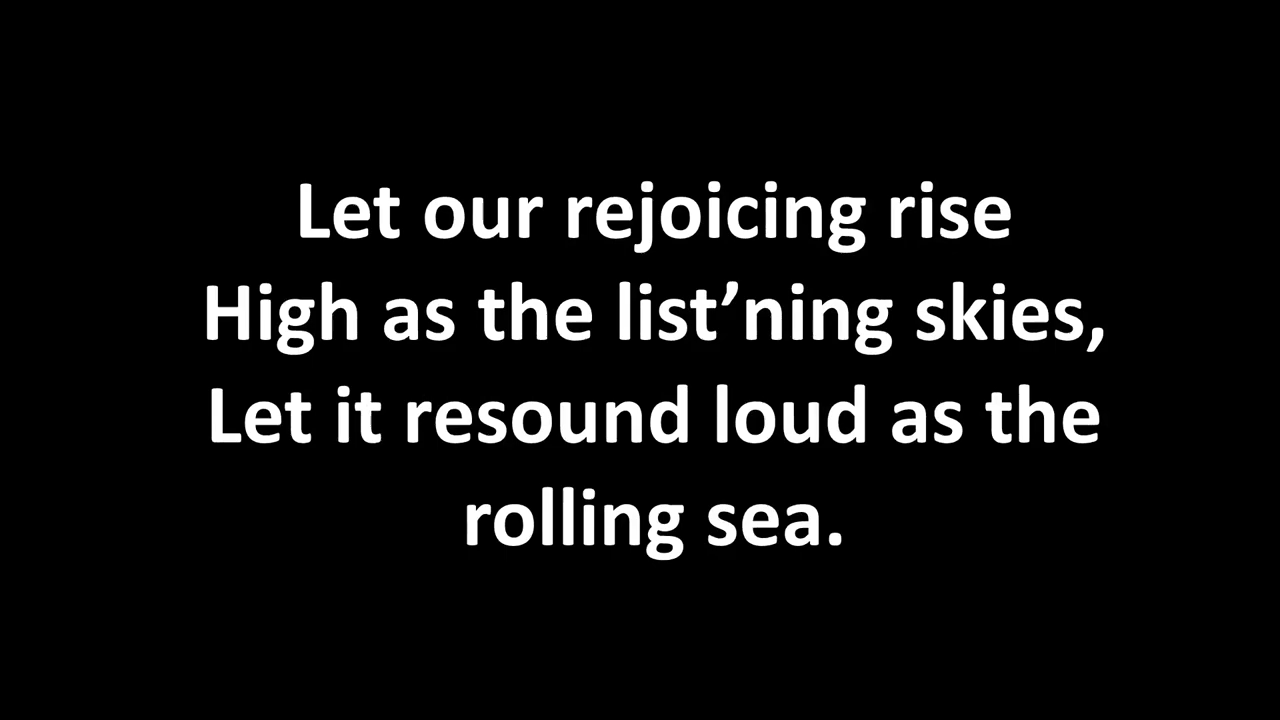 Let our rejoicing rise
High as the list’ning skies,
Let it resound loud as the
rolling sea.